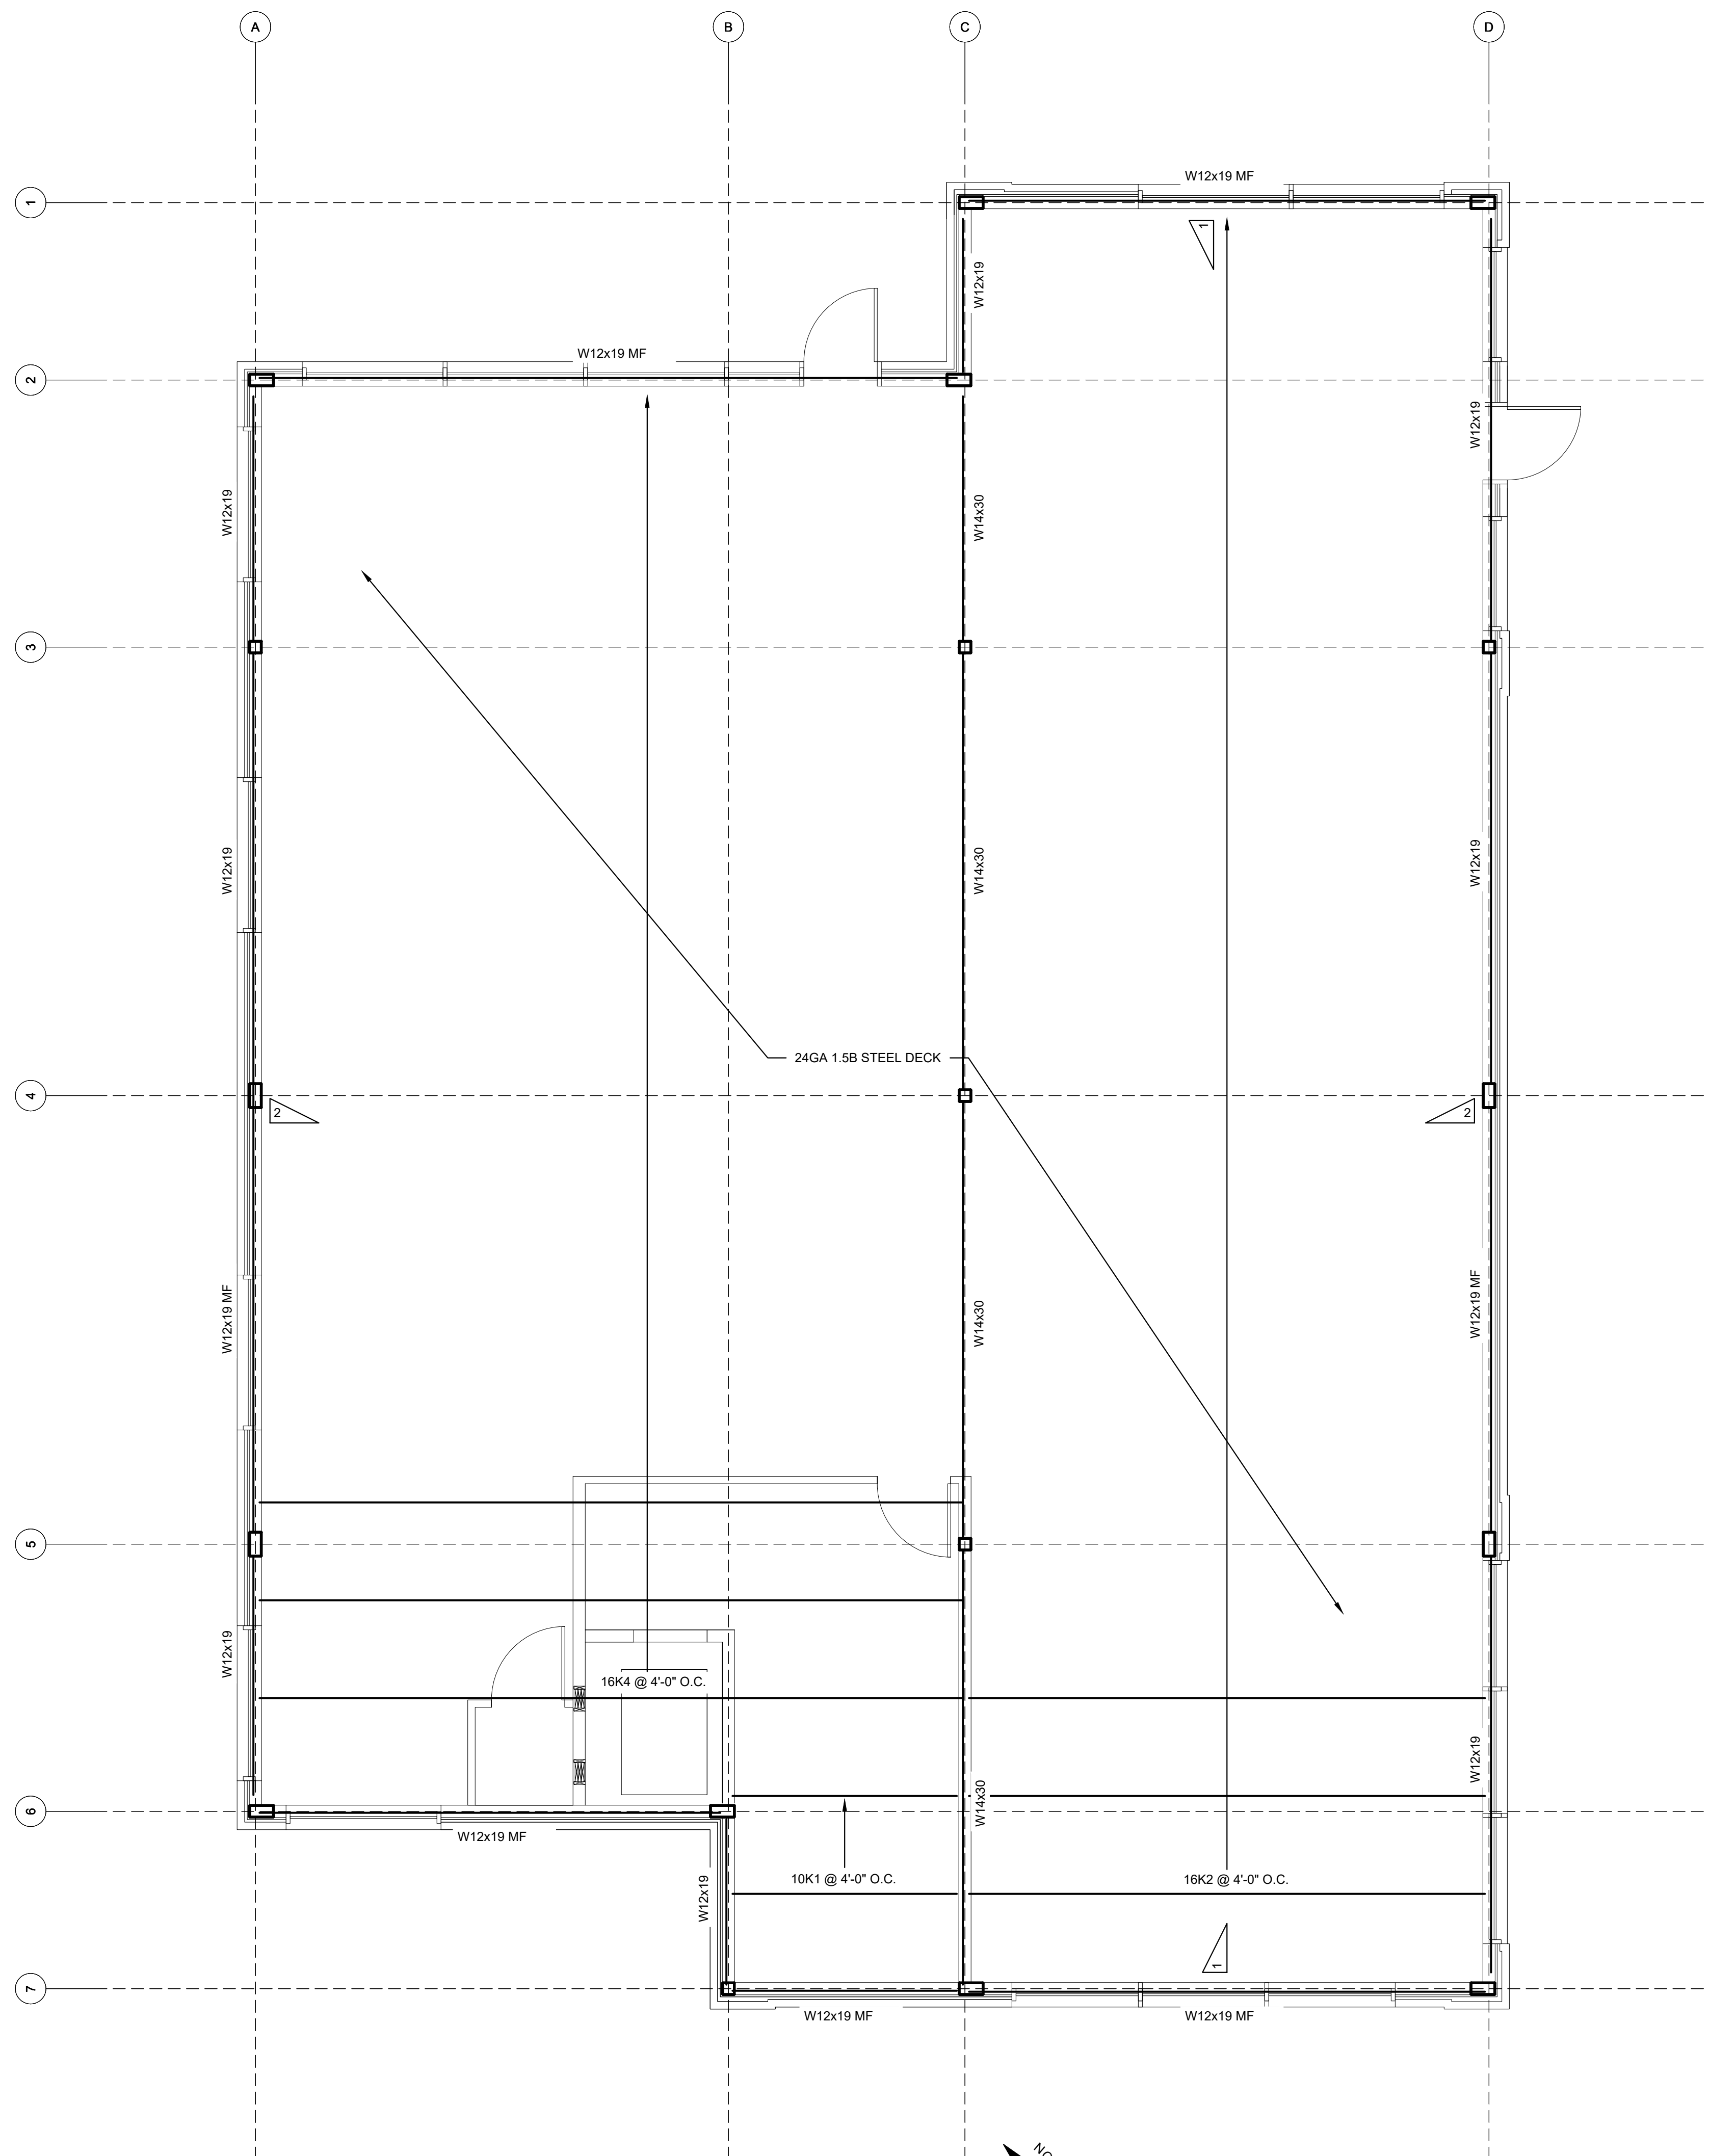 A
B
C
D
W12x19 MF
1
1
W12x19
W12x19 MF
2
W12x19
W12x19
W14x30
3
W12x19
W14x30
W12x19
24GA 1.5B STEEL DECK
4
2
2
W12x19 MF
W14x30
W12x19 MF
5
W12x19
16K4 @ 4'-0" O.C.
W12x19
W14x30
6
W12x19 MF
W12x19
10K1 @ 4'-0" O.C.
16K2 @ 4'-0" O.C.
1
7
W12x19 MF
W12x19 MF